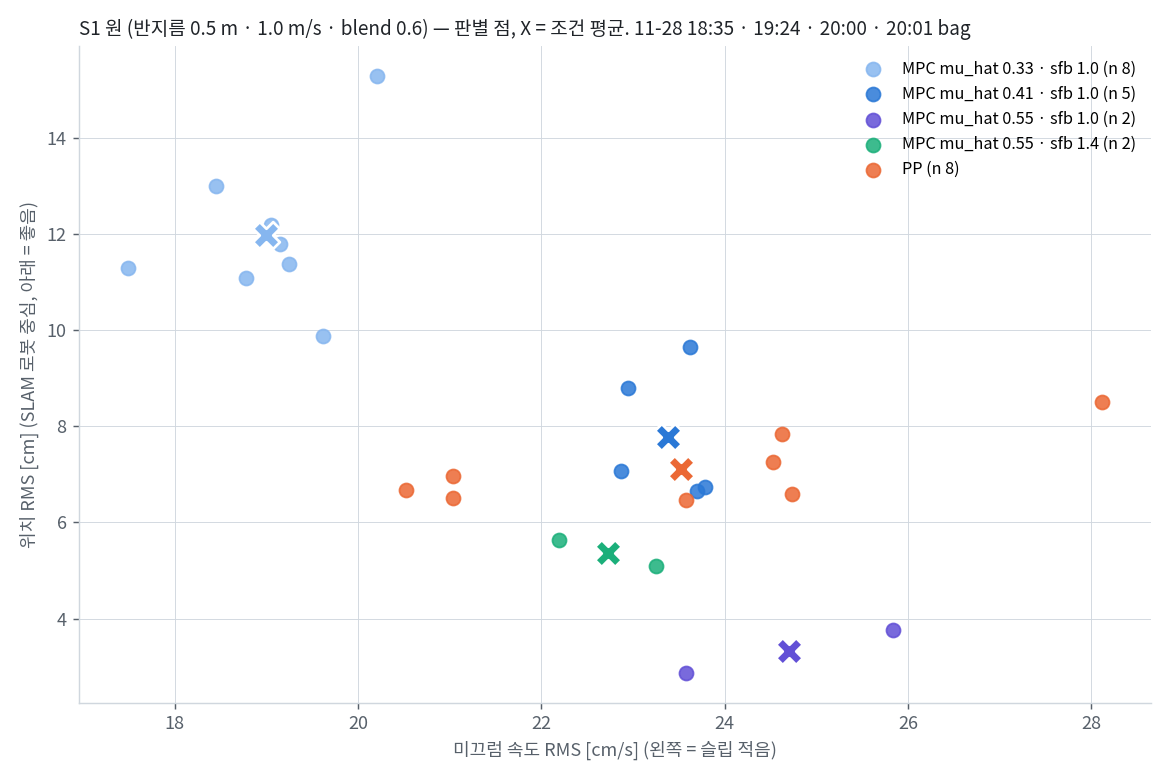 S1 원 (반지름 0.5 m · 1.0 m/s · blend 0.6) — 판별 점, X = 조건 평균. 11-28 18:35 · 19:24 · 20:00 · 20:01 bag
MPC mu_hat 0.33 · sfb 1.0 (n 8)
MPC mu_hat 0.41 · sfb 1.0 (n 5)
MPC mu_hat 0.55 · sfb 1.0 (n 2)
MPC mu_hat 0.55 · sfb 1.4 (n 2)
PP (n 8)
위치 RMS [cm] (SLAM 로봇 중심, 아래 = 좋음)
14
12
10
8
6
4
18 20 22 24 26 28
미끄럼 속도 RMS [cm/s] (왼쪽 = 슬립 적음)